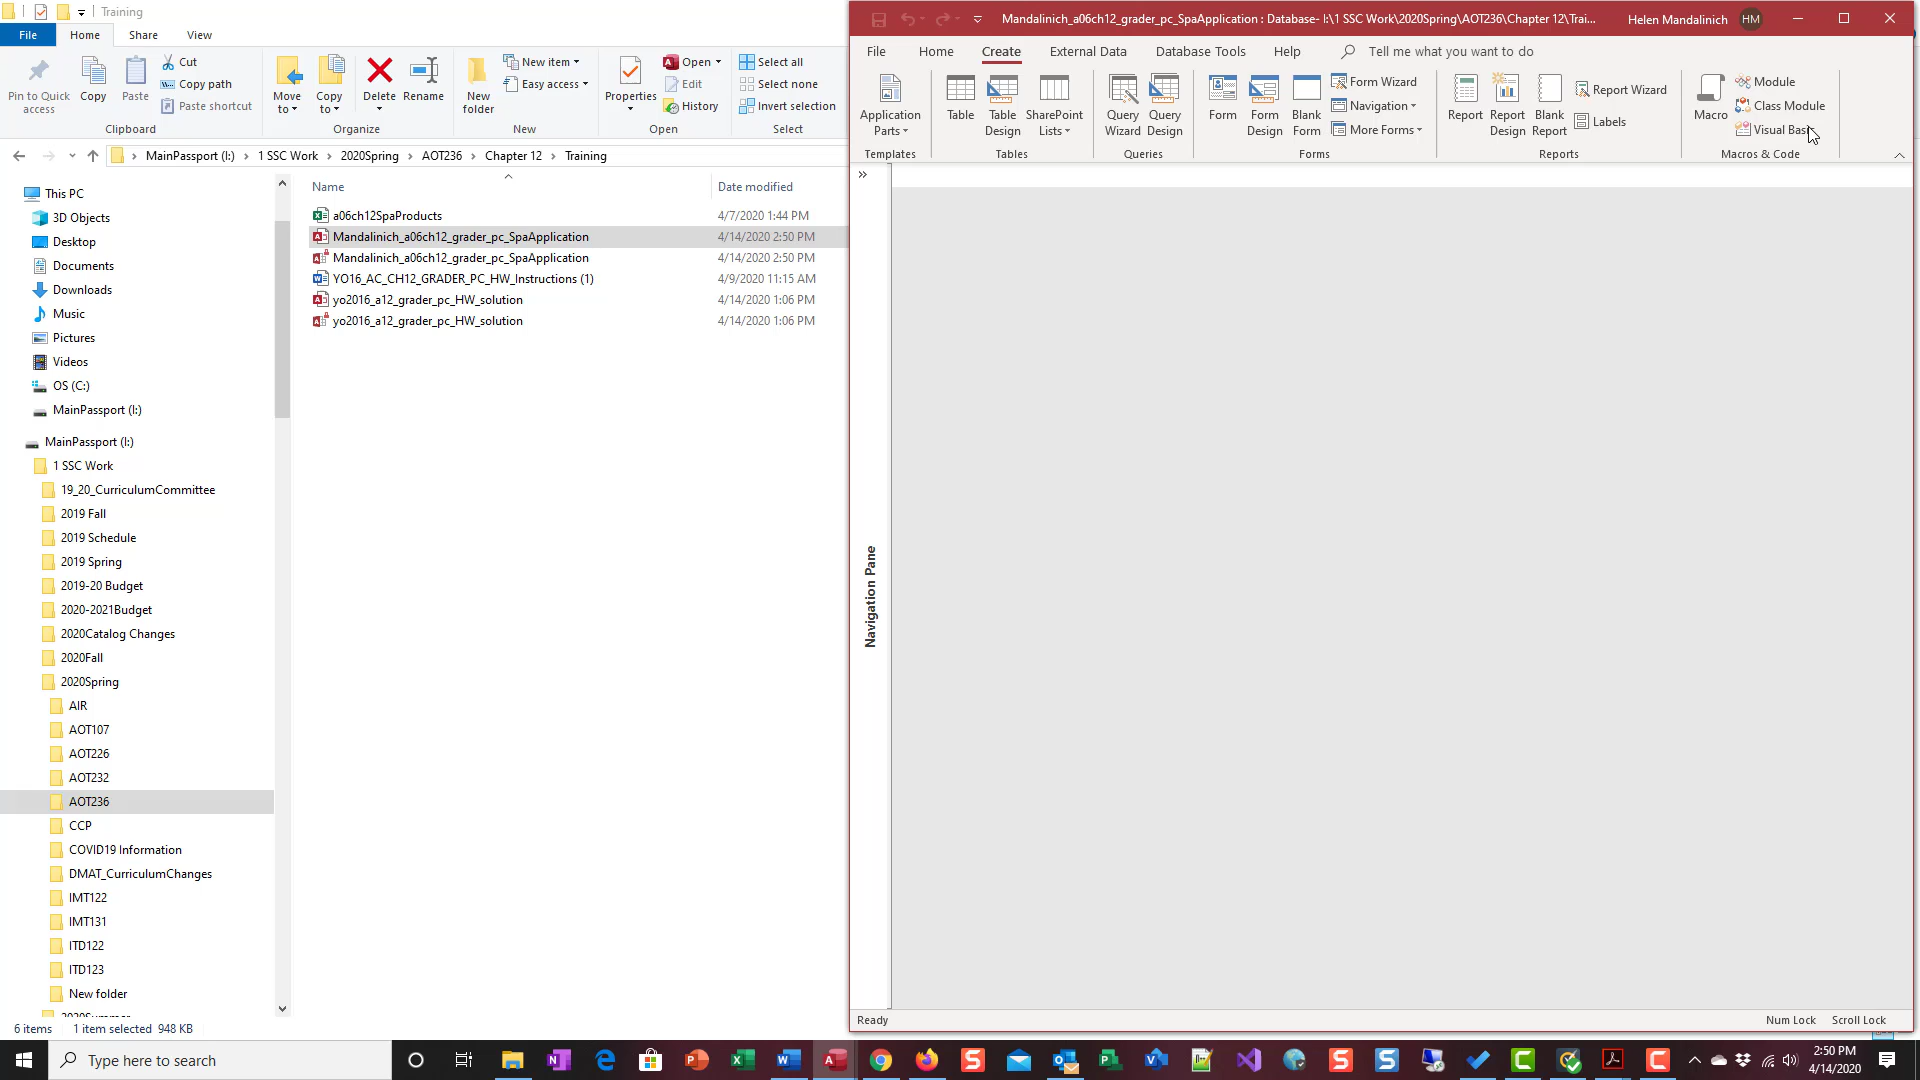 Training
File Home Share View
Pin to Quick access
Copy
Paste
Cut
Copy path
Paste shortcut
Clipboard
Move to
Copy to
Delete
Rename
Organize
New folder
New item
Easy access
New
Properties
Open
Edit
History
Open
Select all
Select none
Invert selection
Select
MainPassport (I:) 1 SSC Work 2020Spring AOT236 Chapter 12 Training
This PC
3D Objects
Desktop
Documents
Downloads
Music
Pictures
Videos
OS (C:)
MainPassport (I:)
MainPassport (I:)
1 SSC Work
19_20_CurriculumCommittee
2019 Fall
2019 Schedule
2019 Spring
2019-20 Budget
2020-2021Budget
2020Catalog Changes
2020Fall
2020Spring
AIR
AOT107
AOT226
AOT232
AOT236
CCP
COVID19 Information
DMAT_CurriculumChanges
IMT122
IMT131
ITD122
ITD123
New folder
Name Date modified
a06ch12SpaProducts 4/7/2020 1:44 PM
Mandalinich_a06ch12_grader_pc_SpaApplication 4/14/2020 2:50 PM
Mandalinich_a06ch12_grader_pc_SpaApplication 4/14/2020 2:50 PM
YO16_AC_CH12_GRADER_PC_HW_Instructions (1) 4/9/2020 11:15 AM
yo2016_a12_grader_pc_HW_solution 4/14/2020 1:06 PM
yo2016_a12_grader_pc_HW_solution 4/14/2020 1:06 PM
6 items 1 item selected 948 KB
Mandalinich_a06ch12_grader_pc_SpaApplication : Database- I:\1 SSC Work\2020Spring\AOT236\Chapter 12\Trai... Helen Mandalinich HM
File Home Create External Data Database Tools Help Tell me what you want to do
Application Parts
Templates
Table
Table Design
SharePoint Lists
Tables
Query Wizard
Query Design
Queries
Form
Form Design
Blank Form
Form Wizard
Navigation
More Forms
Forms
Report
Report Design
Blank Report
Report Wizard
Labels
Reports
Macro
Module
Class Module
Visual Basic
Macros & Code
Navigation Pane
Ready Num Lock Scroll Lock
Type here to search
2:50 PM
4/14/2020